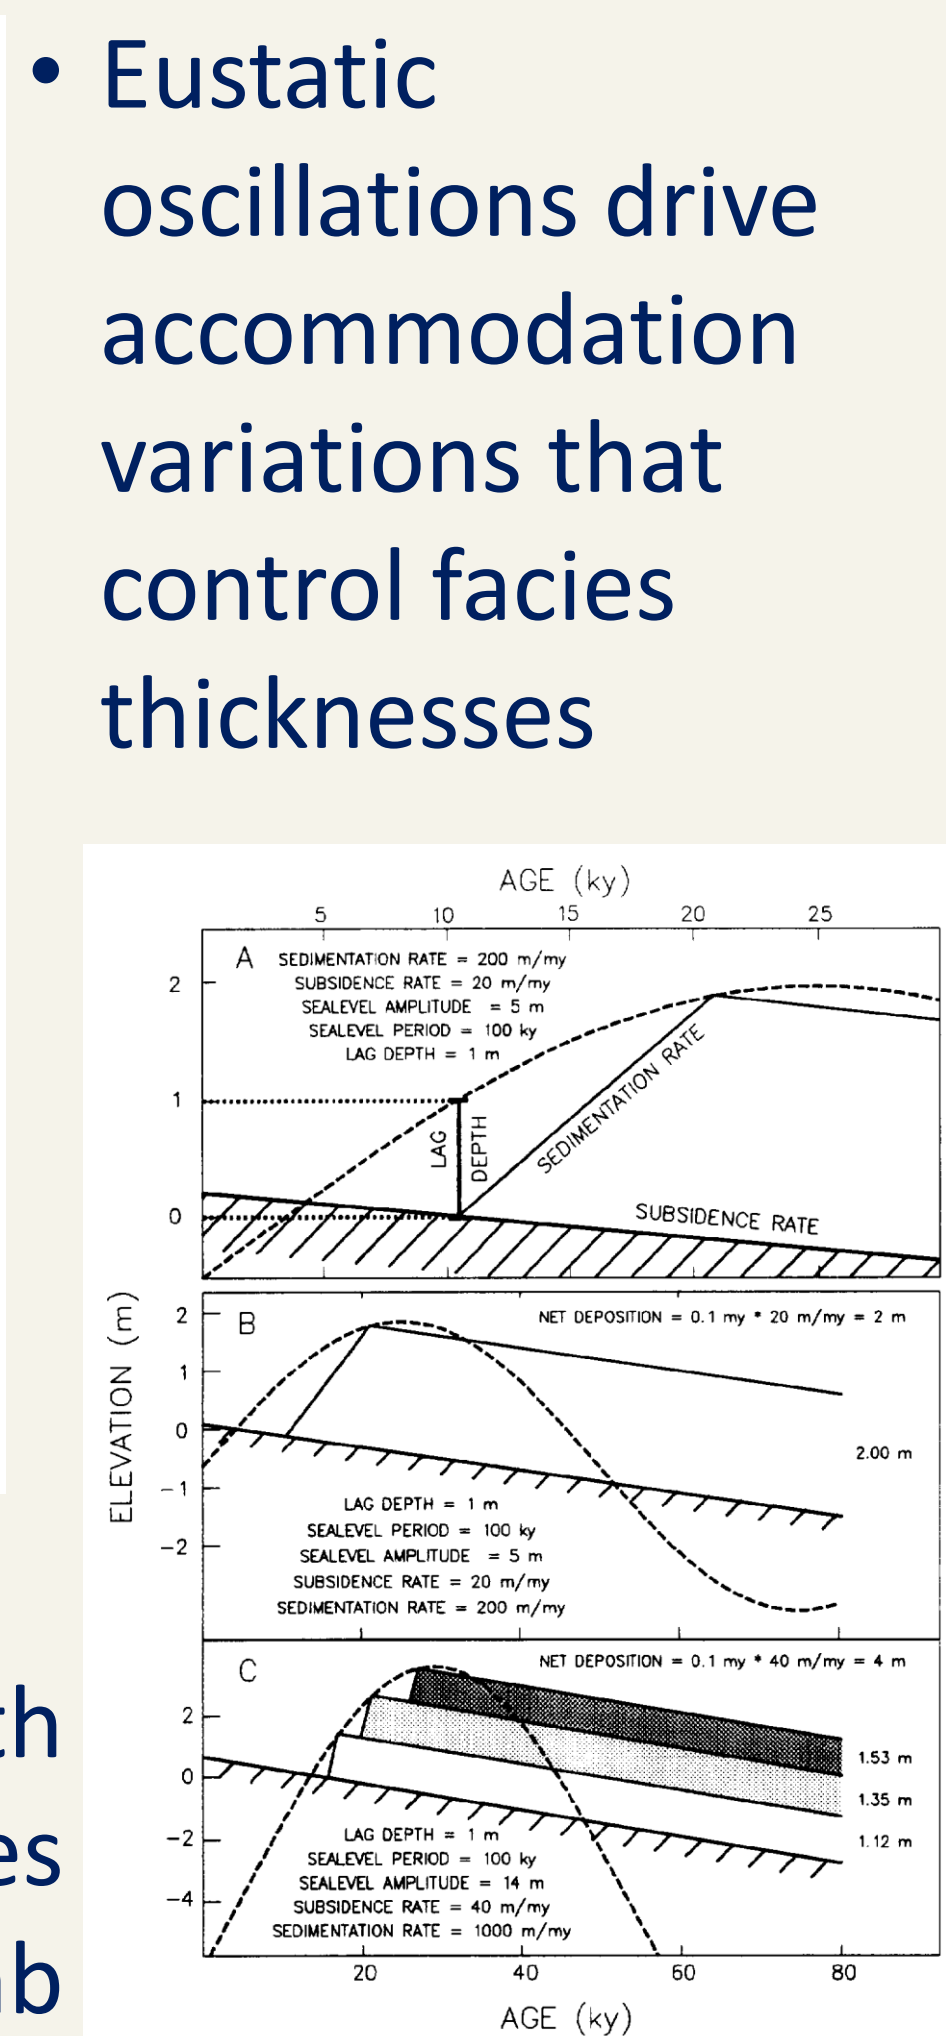 • Eustatic
oscillations drive
accommodation
variations that
control facies
thicknesses
AGE (ky)
5 10 15 20 25
A
SEDIMENTATION RATE = 200 m/my
SUBSIDENCE RATE = 20 m/my
SEALEVEL AMPLITUDE = 5 m
SEALEVEL PERIOD = 100 ky
LAG DEPTH = 1 m
2
1
0
LAG
DEPTH
SEDIMENTATION RATE
SUBSIDENCE RATE
ELEVATION (m)
B
NET DEPOSITION = 0.1 my * 20 m/my = 2 m
2
1
0
-1
-2
2.00 m
LAG DEPTH = 1 m
SEALEVEL PERIOD = 100 ky
SEALEVEL AMPLITUDE = 5 m
SUBSIDENCE RATE = 20 m/my
SEDIMENTATION RATE = 200 m/my
C
NET DEPOSITION = 0.1 my * 40 m/my = 4 m
2
0
-2
-4
1.53 m
1.35 m
1.12 m
LAG DEPTH = 1 m
SEALEVEL PERIOD = 100 ky
SEALEVEL AMPLITUDE = 14 m
SUBSIDENCE RATE = 40 m/my
SEDIMENTATION RATE = 1000 m/my
20 40 60 80
AGE (ky)
th
es
ab